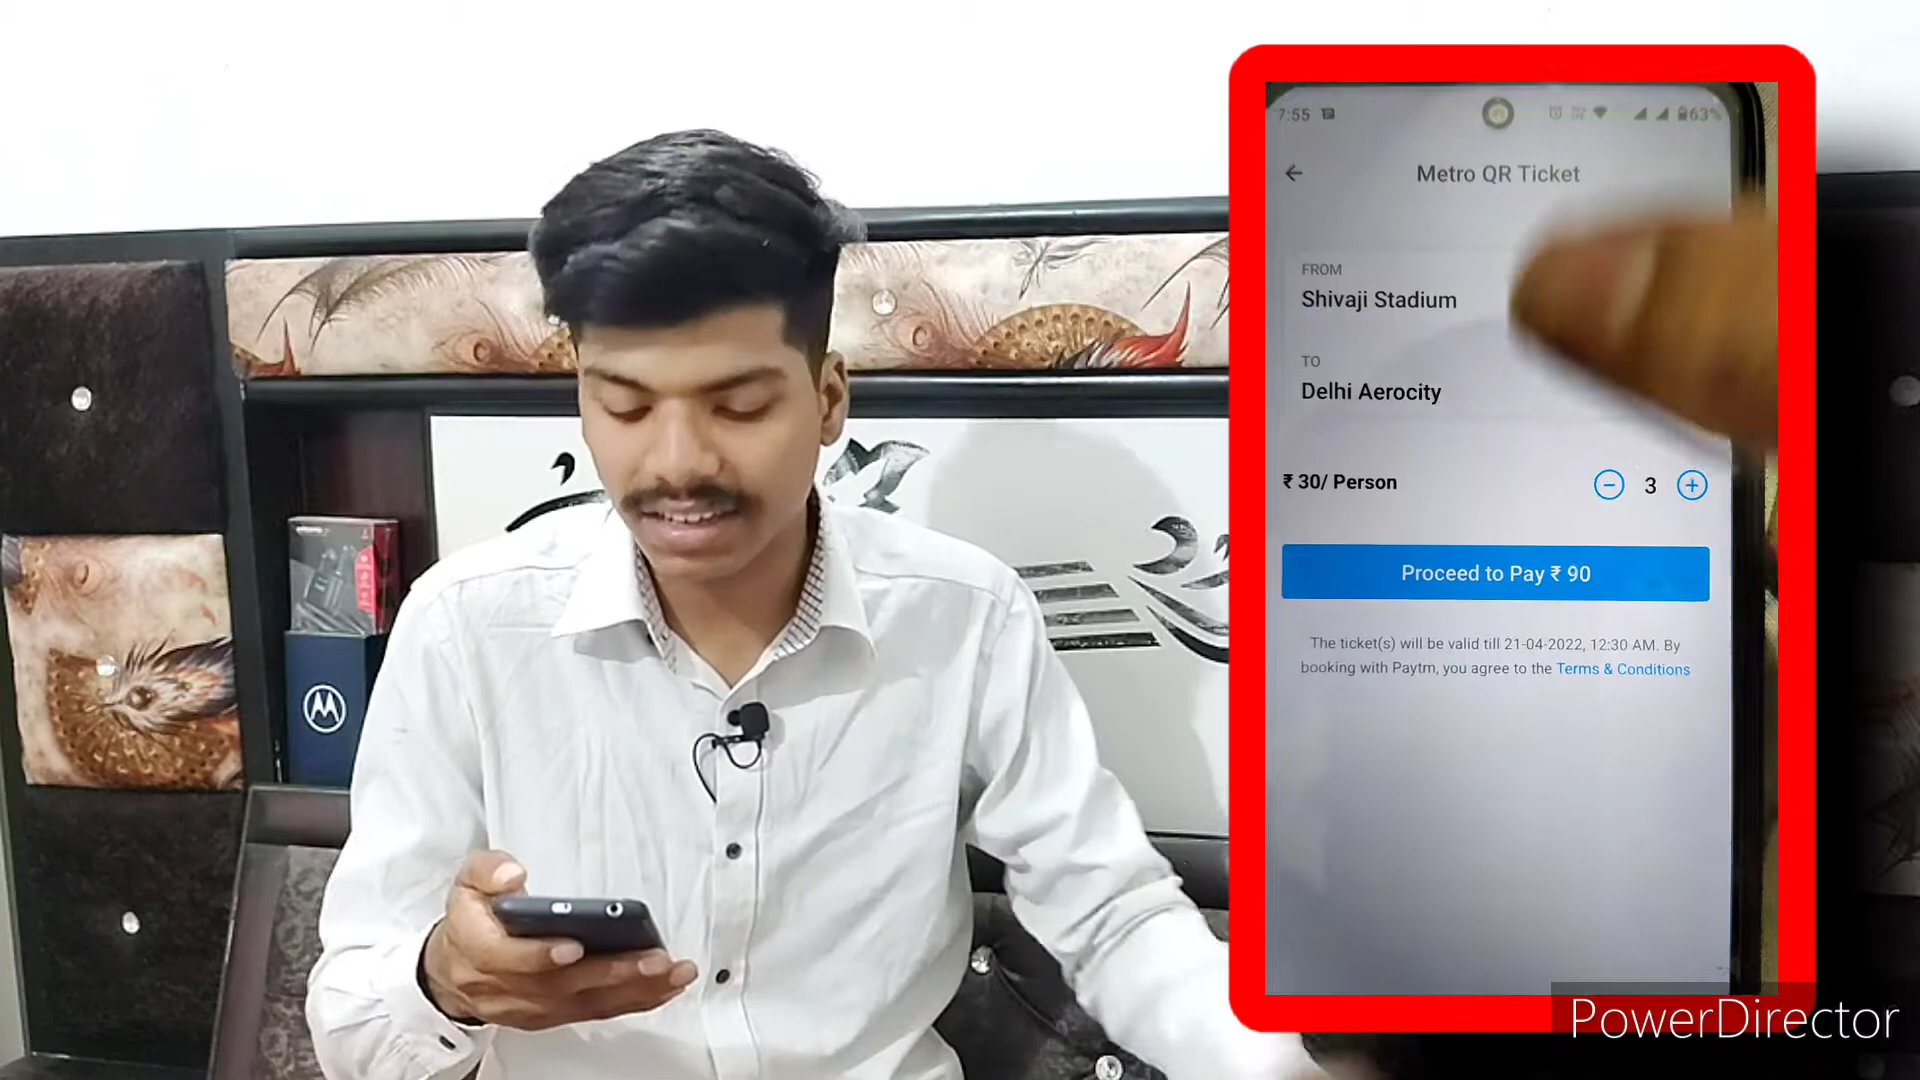 7:55
63%
Metro QR Ticket
FROM
Shivaji Stadium
TO
Delhi Aerocity
₹ 30/ Person
3
Proceed to Pay ₹ 90
The ticket(s) will be valid till 21-04-2022, 12:30 AM. By
booking with Paytm, you agree to the Terms & Conditions
PowerDirector